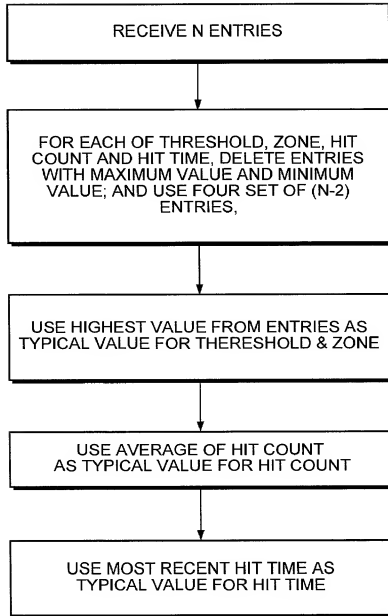 RECEIVE N ENTRIES
FOR EACH OF THRESHOLD, ZONE, HIT
COUNT AND HIT TIME, DELETE ENTRIES
WITH MAXIMUM VALUE AND MINIMUM
VALUE; AND USE FOUR SET OF (N-2)
ENTRIES,
USE HIGHEST VALUE FROM ENTRIES AS
TYPICAL VALUE FOR THERESHOLD & ZONE
USE AVERAGE OF HIT COUNT
AS TYPICAL VALUE FOR HIT COUNT
USE MOST RECENT HIT TIME AS
TYPICAL VALUE FOR HIT TIME